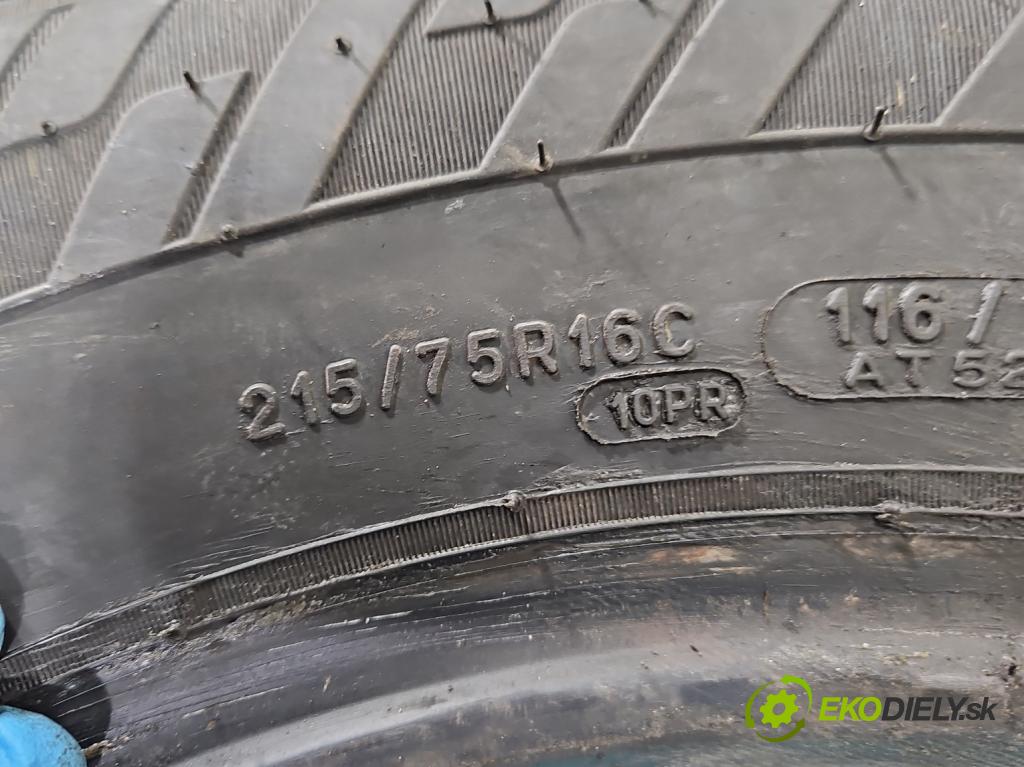 215/75R16C
10PR
116/
AT52
EKODIELY.sk